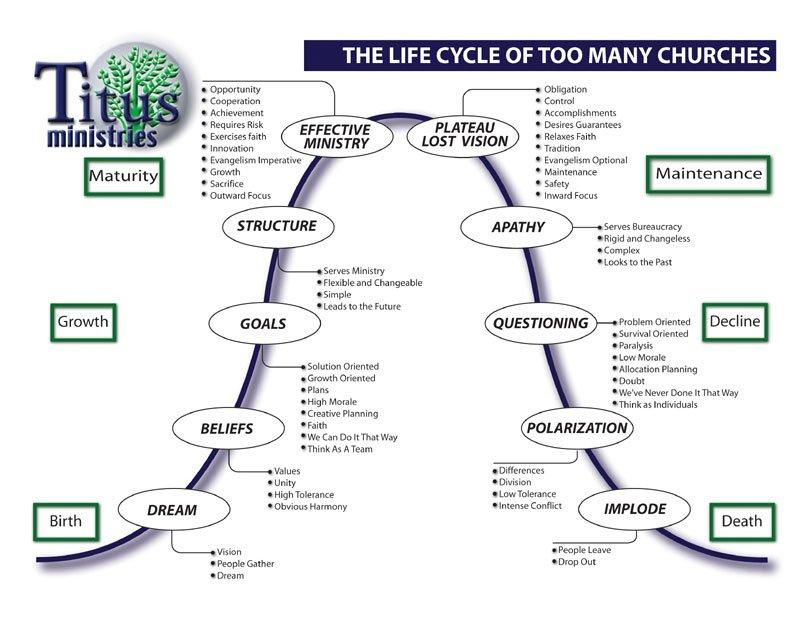 THE LIFE CYCLE OF TOO MANY CHURCHES
Titus
ministries
Maturity
Growth
Birth
Maintenance
Decline
Death
EFFECTIVE
MINISTRY
Opportunity
Cooperation
Achievement
Requires Risk
Exercises faith
Innovation
Evangelism Imperative
Growth
Sacrifice
Outward Focus
PLATEAU
LOST VISION
Obligation
Control
Accomplishments
Desires Guarantees
Relaxes Faith
Tradition
Evangelism Optional
Maintenance
Safety
Inward Focus
STRUCTURE
Serves Ministry
Flexible and Changeable
Simple
Leads to the Future
APATHY
Serves Bureaucracy
Rigid and Changeless
Complex
Looks to the Past
GOALS
Solution Oriented
Growth Oriented
Plans
High Morale
Creative Planning
Faith
We Can Do It That Way
Think As A Team
QUESTIONING
Problem Oriented
Survival Oriented
Paralysis
Low Morale
Allocation Planning
Doubt
We've Never Done It That Way
Think as Individuals
BELIEFS
Values
Unity
High Tolerance
Obvious Harmony
POLARIZATION
Differences
Division
Low Tolerance
Intense Conflict
DREAM
Vision
People Gather
Dream
IMPLODE
People Leave
Drop Out